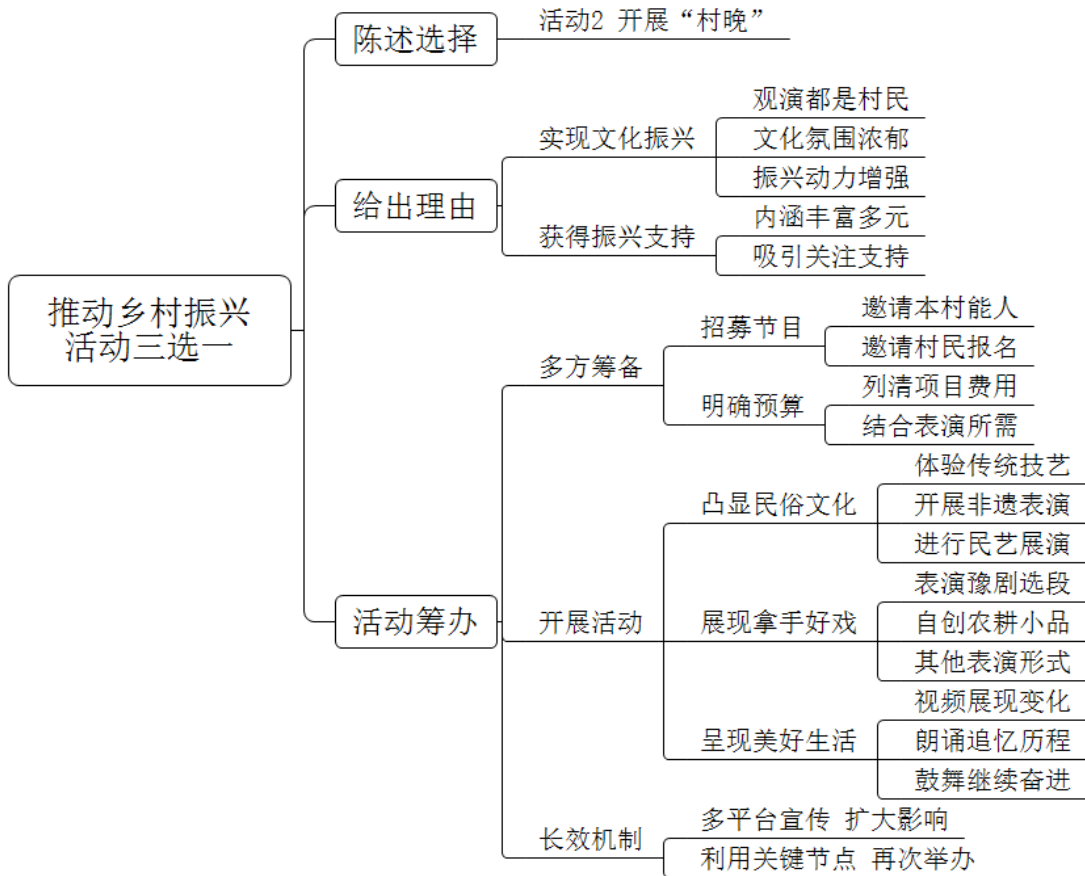 推动乡村振兴
活动三选一
陈述选择
活动2 开展“村晚”
给出理由
实现文化振兴
观演都是村民
文化氛围浓郁
振兴动力增强
获得振兴支持
内涵丰富多元
吸引关注支持
活动筹办
多方筹备
招募节目
邀请本村能人
邀请村民报名
明确预算
列清项目费用
结合表演所需
开展活动
凸显民俗文化
体验传统技艺
开展非遗表演
进行民艺展演
展现拿手好戏
表演豫剧选段
自创农耕小品
其他表演形式
呈现美好生活
视频展现变化
朗诵追忆历程
鼓舞继续奋进
长效机制
多平台宣传 扩大影响
利用关键节点 再次举办